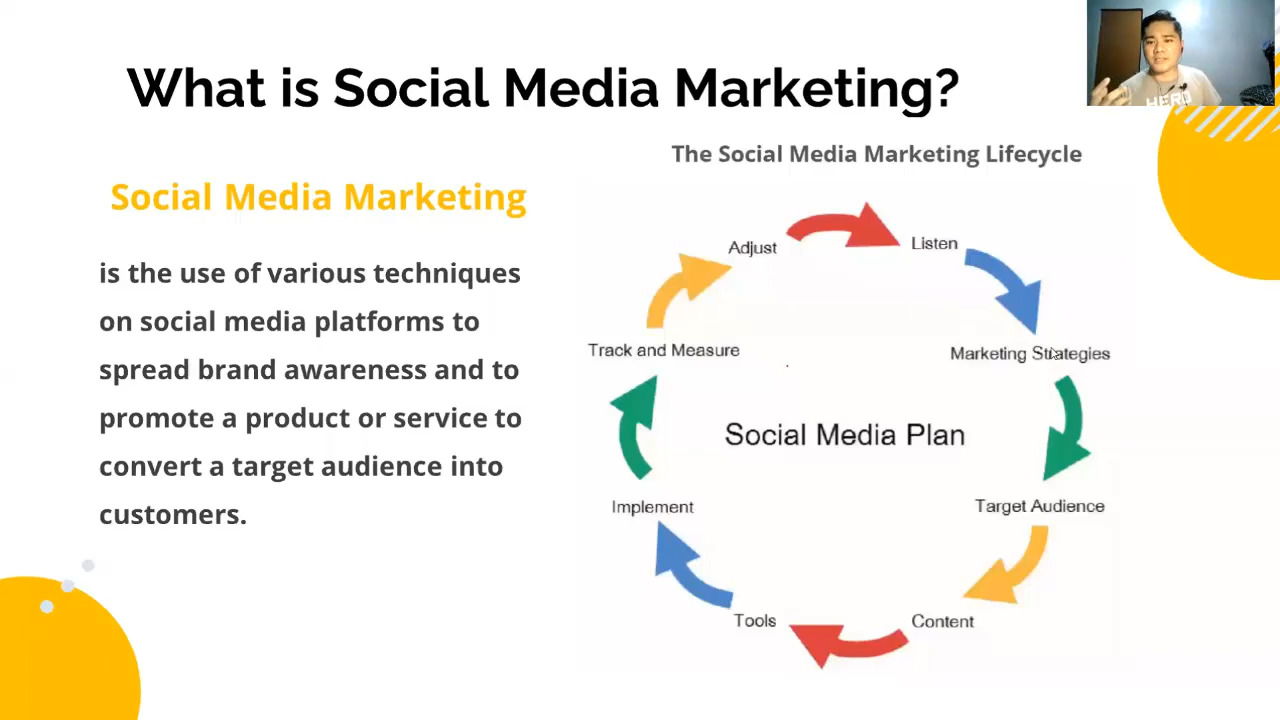 What is Social Media Marketing?
The Social Media Marketing Lifecycle
Social Media Marketing
is the use of various techniques
on social media platforms to
spread brand awareness and to
promote a product or service to
convert a target audience into
customers.
Adjust
Listen
Track and Measure
Marketing Strategies
Social Media Plan
Implement
Target Audience
Tools
Content
HERO